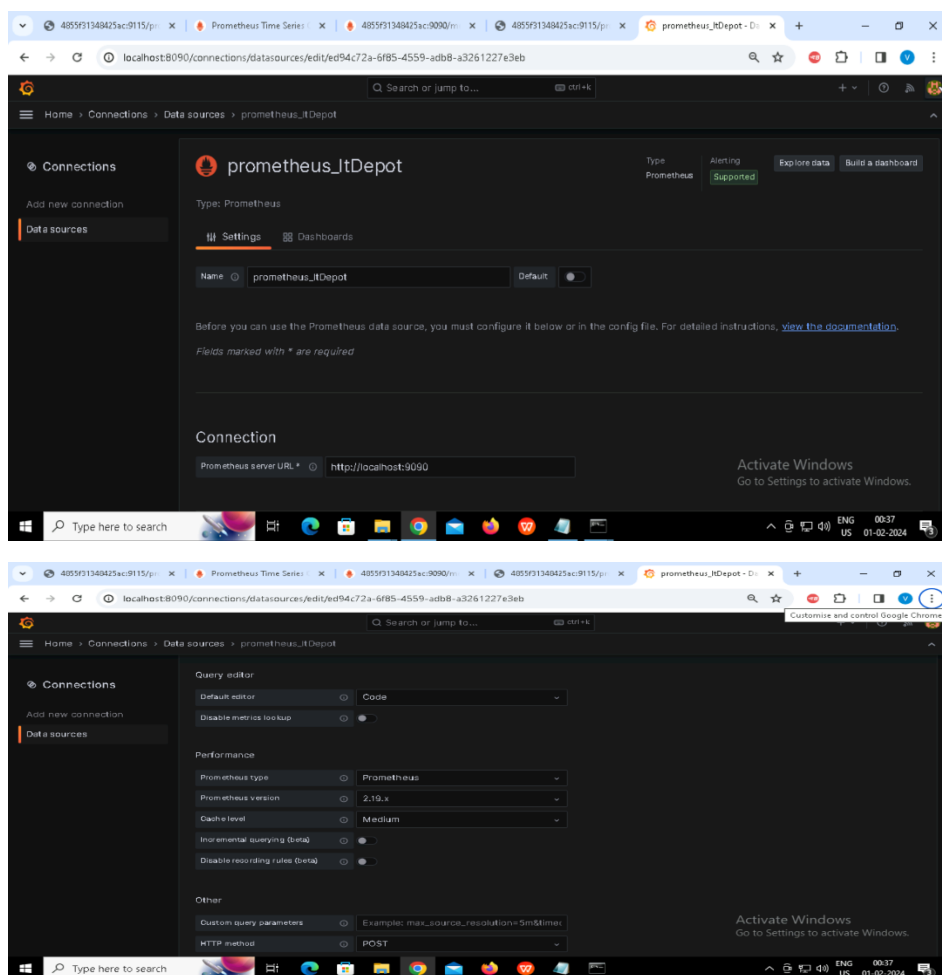 4855f31348425ac:9115/pr
Prometheus Time Series
4855f31348425ac:9090/m
4855f31348425ac:9115/pr
prometheus_ItDepot - Da
localhost:8090/connections/datasources/edit/ed94c72a-6f85-4559-adb8-a3261227e3eb
Search or jump to...
ctrl+k
Home › Connections › Data sources › prometheus_ItDepot
Connections
Add new connection
Data sources
prometheus_ItDepot
Type
Prometheus
Alerting
Supported
Explore data
Build a dashboard
Type: Prometheus
Settings
Dashboards
Name
prometheus_ItDepot
Default
Before you can use the Prometheus data source, you must configure it below or in the config file. For detailed instructions, view the documentation.
Fields marked with * are required
Connection
Prometheus server URL *
http://localhost:9090
Activate Windows
Go to Settings to activate Windows.
Type here to search
ENG
US
00:37
01-02-2024
3
4855f31348425ac:9115/pr
Prometheus Time Series
4855f31348425ac:9090/m
4855f31348425ac:9115/pr
prometheus_ItDepot - Da
localhost:8090/connections/datasources/edit/ed94c72a-6f85-4559-adb8-a3261227e3eb
Customise and control Google Chrome
Search or jump to...
ctrl+k
Home › Connections › Data sources › prometheus_ItDepot
Connections
Add new connection
Data sources
Query editor
Default editor
Code
Disable metrics lookup
Performance
Prometheus type
Prometheus
Prometheus version
2.19.x
Cache level
Medium
Incremental querying (beta)
Disable recording rules (beta)
Other
Custom query parameters
Example: max_source_resolution=5m&timec
HTTP method
POST
Activate Windows
Go to Settings to activate Windows.
Type here to search
ENG
US
00:37
01-02-2024